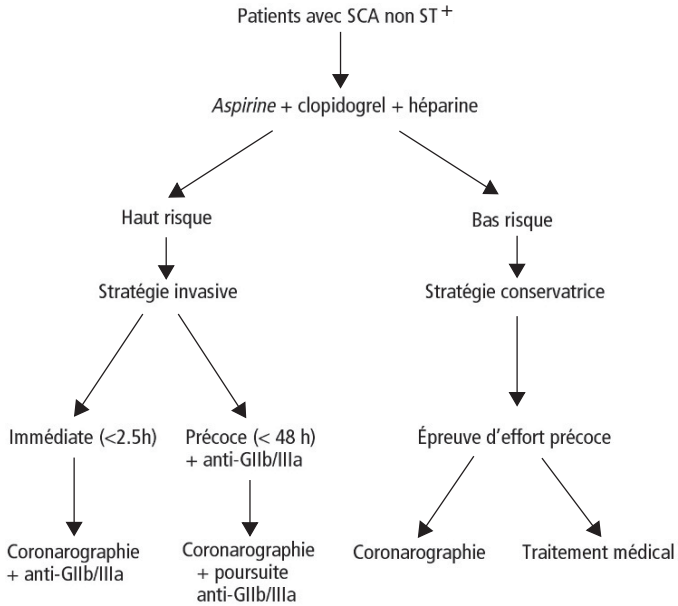 Patients avec SCA non ST+
Aspirine + clopidogrel + héparine
Haut risque
Bas risque
Stratégie invasive
Stratégie conservatrice
Immédiate (<2.5h)
Précoce (< 48 h)
+ anti-GIIb/IIIa
Épreuve d’effort précoce
Coronarographie
+ anti-GIIb/IIIa
Coronarographie
+ poursuite
anti-GIIb/IIIa
Coronarographie
Traitement médical